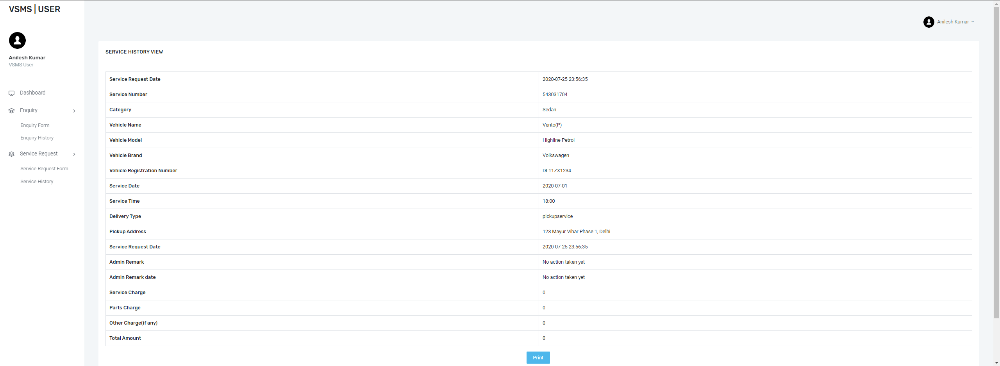 VSMS | USER
Anilesh Kumar
Anilesh Kumar
VSMS User
Dashboard
Enquiry
Enquiry Form
Enquiry History
Service Request
Service Request Form
Service History
SERVICE HISTORY VIEW
Service Request Date 2020-07-25 23:56:35
Service Number 543031704
Category Sedan
Vehicle Name Vento(P)
Vehicle Model Highline Petrol
Vehicle Brand Volkswagen
Vehicle Registration Number DL11ZX1234
Service Date 2020-07-01
Service Time 18:00
Delivery Type pickupservice
Pickup Address 123 Mayur Vihar Phase 1, Delhi
Service Request Date 2020-07-25 23:56:35
Admin Remark No action taken yet
Admin Remark date No action taken yet
Service Charge 0
Parts Charge 0
Other Charge(if any) 0
Total Amount 0
Print